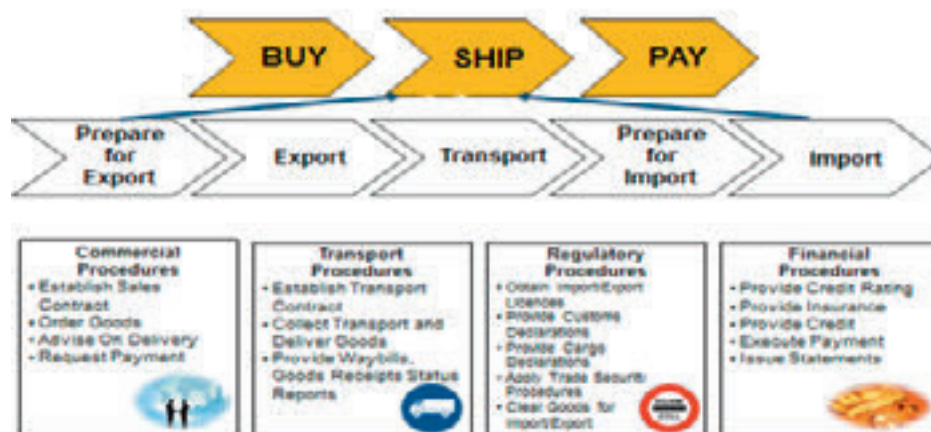 BUY
SHIP
PAY
Prepare
for
Export
Export
Transport
Prepare
for
Import
Import
Commercial
Procedures
• Establish Sales
Contract
• Order Goods
• Advise On Delivery
• Request Payment
Transport
Procedures
• Establish Transport
Contract
• Collect Transport and
Deliver Goods
• Provide Waybills,
Goods Receipts Status
Reports
Regulatory
Procedures
• Obtain Import/Export
Licences
• Provide Customs
Declarations
• Provide Cargo
Declarations
• Apply Trade Security
Procedures
• Clear Goods for
Import/Export
Financial
Procedures
• Provide Credit Rating
• Provide Insurance
• Provide Credit
• Execute Payment
• Issue Statements